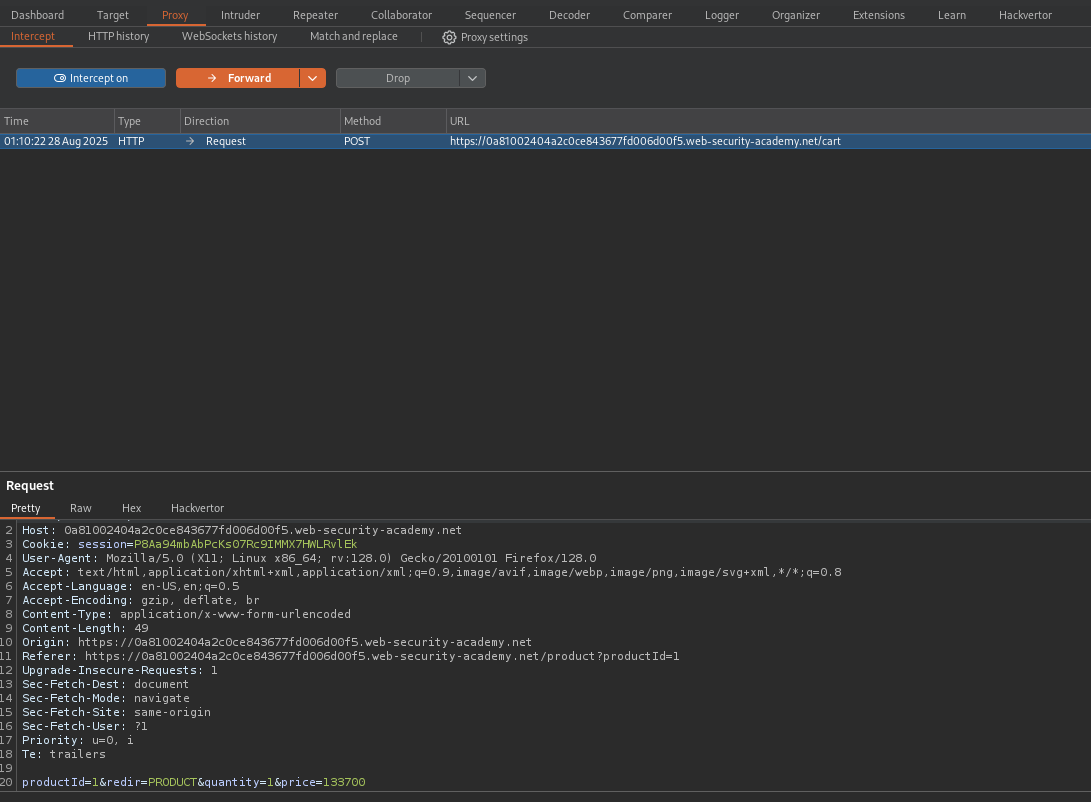 Dashboard Target Proxy Intruder Repeater Collaborator Sequencer Decoder Comparer Logger Organizer Extensions Learn Hackvertor
Intercept HTTP history WebSockets history Match and replace Proxy settings
Intercept on Forward Drop
Time Type Direction Method URL
01:10:22 28 Aug 2025 HTTP → Request POST https://0a81002404a2c0ce843677fd006d00f5.web-security-academy.net/cart
Request
Pretty Raw Hex Hackvertor
2 Host: 0a81002404a2c0ce843677fd006d00f5.web-security-academy.net
3 Cookie: session=P8Aa94mbAbPcKs07Rc9IMMX7HWLRvlEk
4 User-Agent: Mozilla/5.0 (X11; Linux x86_64; rv:128.0) Gecko/20100101 Firefox/128.0
5 Accept: text/html,application/xhtml+xml,application/xml;q=0.9,image/avif,image/webp,image/png,image/svg+xml,*/*;q=0.8
6 Accept-Language: en-US,en;q=0.5
7 Accept-Encoding: gzip, deflate, br
8 Content-Type: application/x-www-form-urlencoded
9 Content-Length: 49
10 Origin: https://0a81002404a2c0ce843677fd006d00f5.web-security-academy.net
11 Referer: https://0a81002404a2c0ce843677fd006d00f5.web-security-academy.net/product?productId=1
12 Upgrade-Insecure-Requests: 1
13 Sec-Fetch-Dest: document
14 Sec-Fetch-Mode: navigate
15 Sec-Fetch-Site: same-origin
16 Sec-Fetch-User: ?1
17 Priority: u=0, i
18 Te: trailers
19
20 productId=1&redir=PRODUCT&quantity=1&price=133700